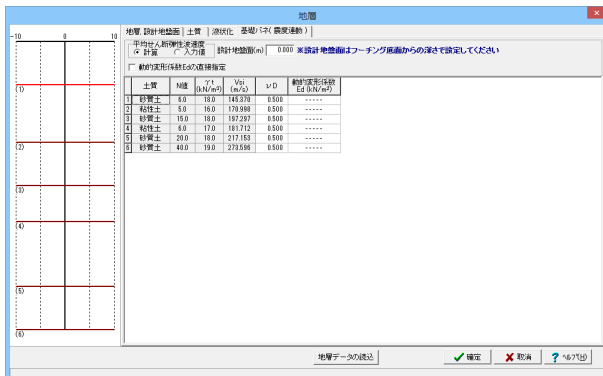 地層
地層, 設計地盤面 土質 液状化 基礎バネ( 震度連動 )
平均せん断弾性波速度
計算 入力値 設計地盤面(m) 0.000 ※設計地盤面はフーチング底面からの深さで設定してください
動的変形係数Edの直接指定
-10 0 10
土質 N値 γt (kN/m³) Vsi (m/s) νD 動的変形係数 Ed (kN/m²)
1 砂質土 6.0 18.0 145.370 0.500 -----
2 粘性土 5.0 16.0 170.998 0.500 -----
3 砂質土 15.0 18.0 197.297 0.500 -----
4 粘性土 6.0 17.0 181.712 0.500 -----
5 砂質土 20.0 18.0 217.153 0.500 -----
6 砂質土 40.0 19.0 273.596 0.500 -----
(1)
(2)
(3)
(4)
(5)
(6)
地層データの読込 確定 取消 ? ヘルプ(H)